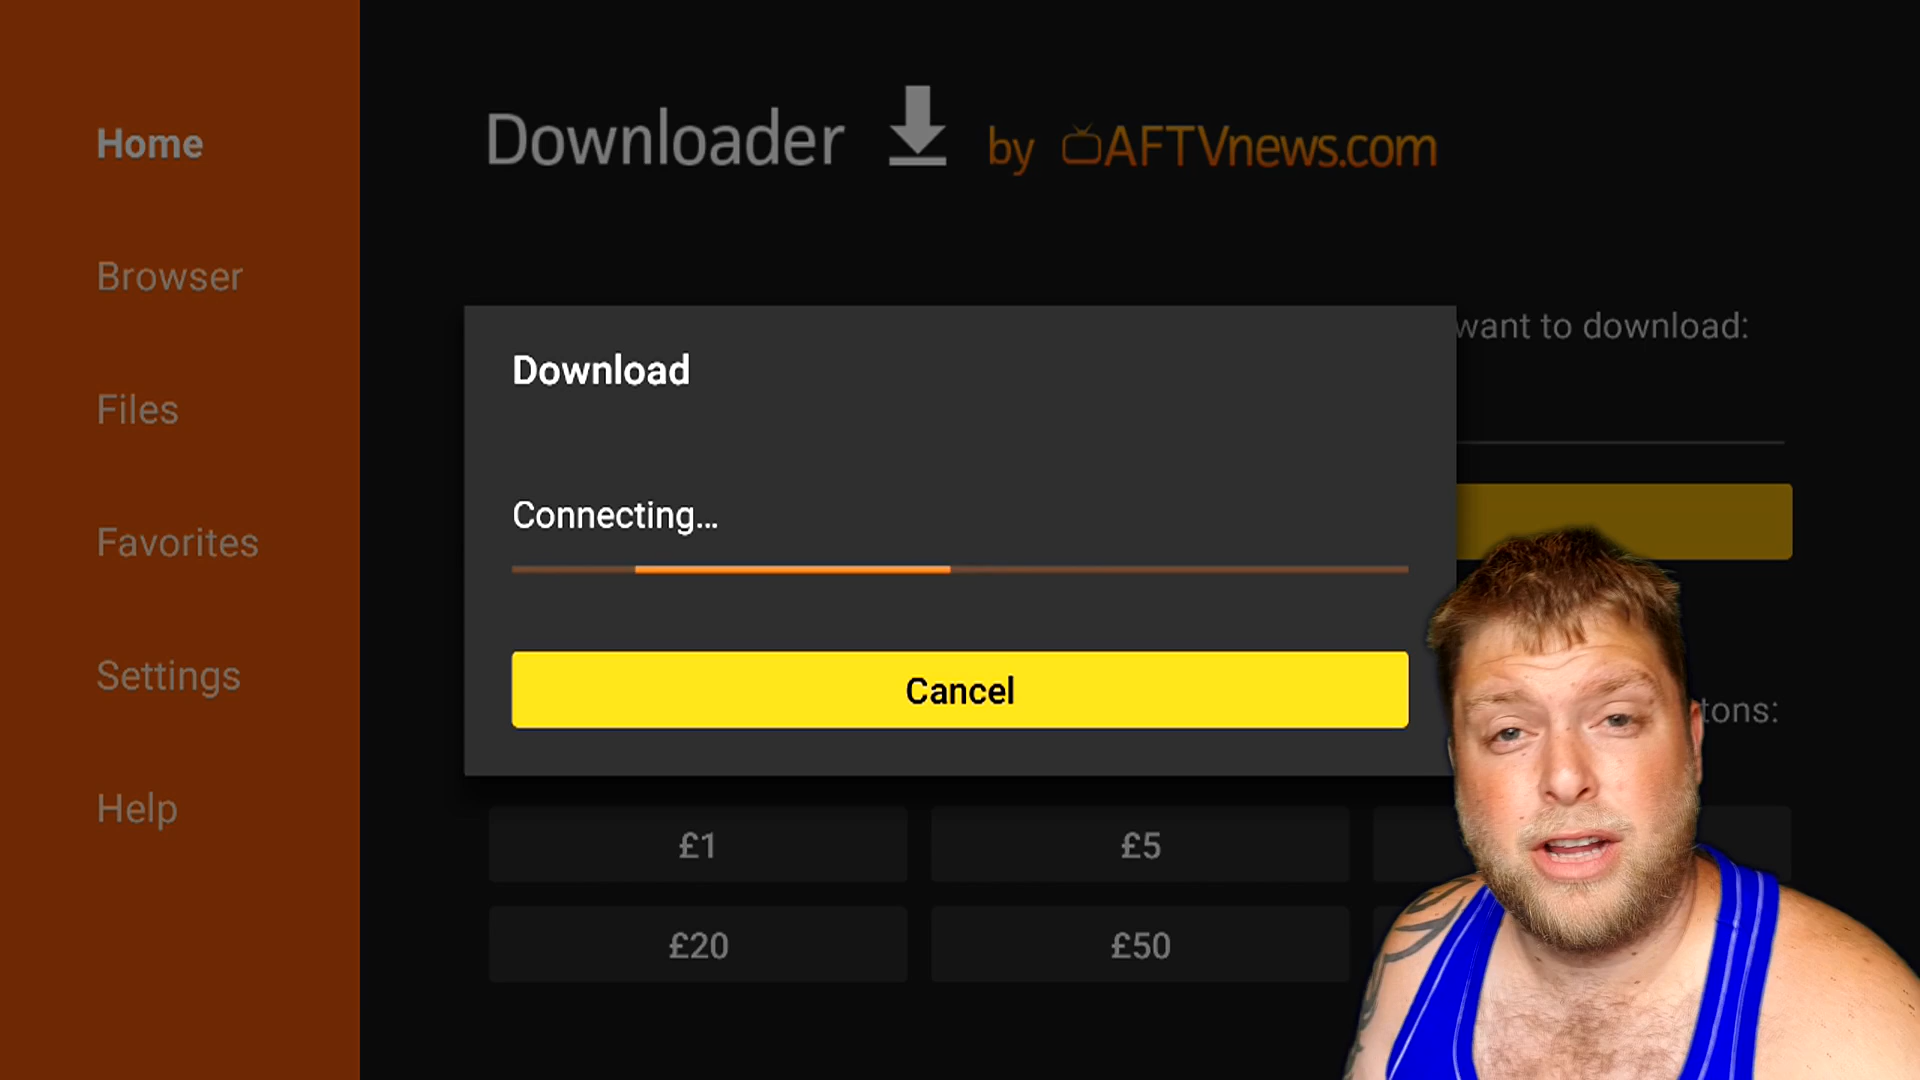 Home
Browser
Files
Favorites
Settings
Help
Downloader by AFTVnews.com
want to download:
Download
Connecting...
Cancel
tons:
£1 £5
£20 £50